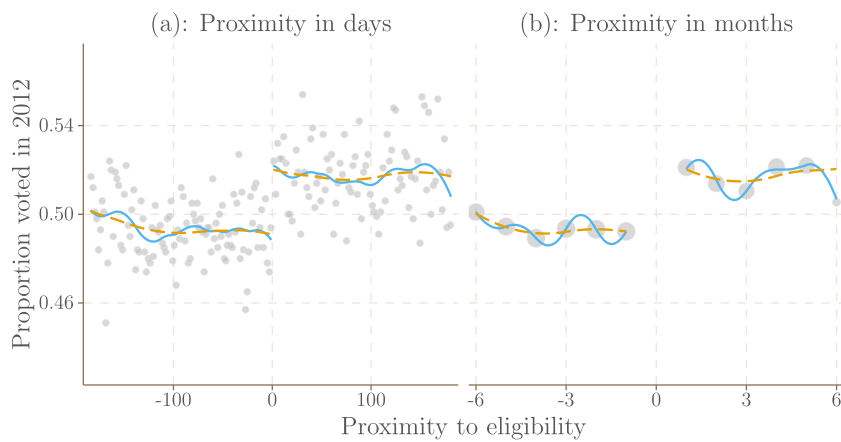 (a): Proximity in days
(b): Proximity in months
Proportion voted in 2012
0.54
0.50
0.46
-100
0
100
-6
-3
0
3
6
Proximity to eligibility